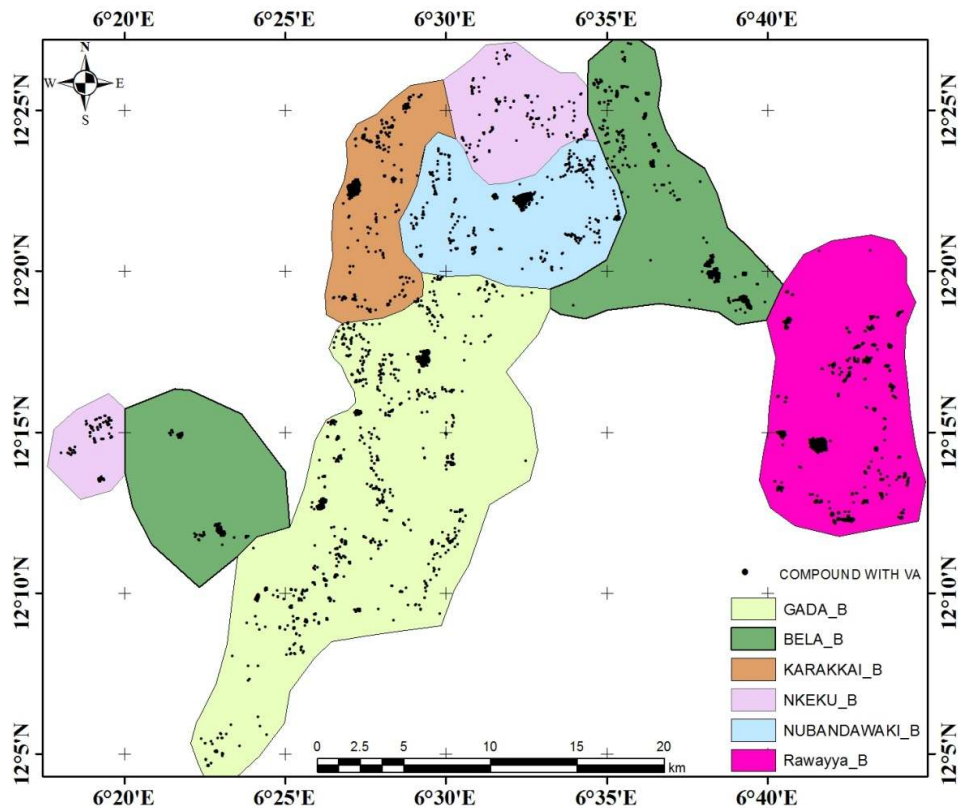 6°20'E 6°25'E 6°30'E 6°35'E 6°40'E
N
W E
S
12°25'N 12°25'N
12°20'N 12°20'N
12°15'N 12°15'N
12°10'N 12°10'N
12°5'N 12°5'N
COMPOUND WITH VA
GADA_B
BELA_B
KARAKKAI_B
NKEKU_B
NUBANDAWAKI_B
Rawayya_B
0 2.5 5 10 15 20
km
6°20'E 6°25'E 6°30'E 6°35'E 6°40'E